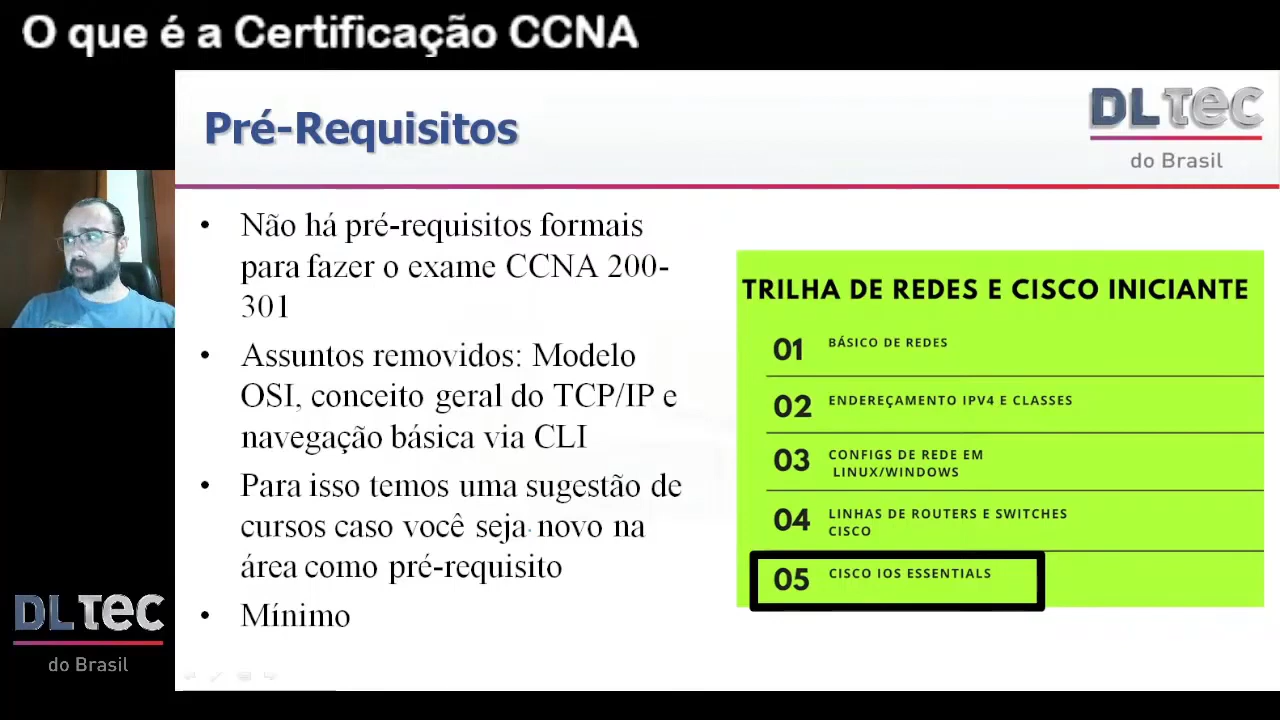 O que é a Certificação CCNA
Pré-Requisitos
DLTEC
do Brasil
• Não há pré-requisitos formais
para fazer o exame CCNA 200-
301
• Assuntos removidos: Modelo
OSI, conceito geral do TCP/IP e
navegação básica via CLI
• Para isso temos uma sugestão de
cursos caso você seja novo na
área como pré-requisito
• Mínimo
TRILHA DE REDES E CISCO INICIANTE
01 BÁSICO DE REDES
02 ENDEREÇAMENTO IPV4 E CLASSES
03 CONFIGS DE REDE EM
LINUX/WINDOWS
04 LINHAS DE ROUTERS E SWITCHES
CISCO
05 CISCO IOS ESSENTIALS
DLTEC
do Brasil